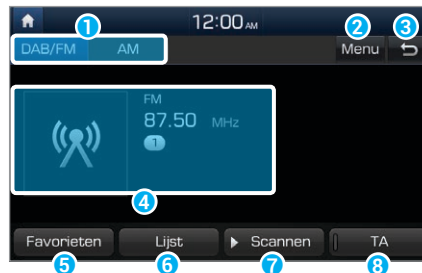 1 12:00 AM 2 3
DAB/FM AM Menu
FM
87.50 MHz
1
4
Favorieten Lijst Scannen TA
5 6 7 8